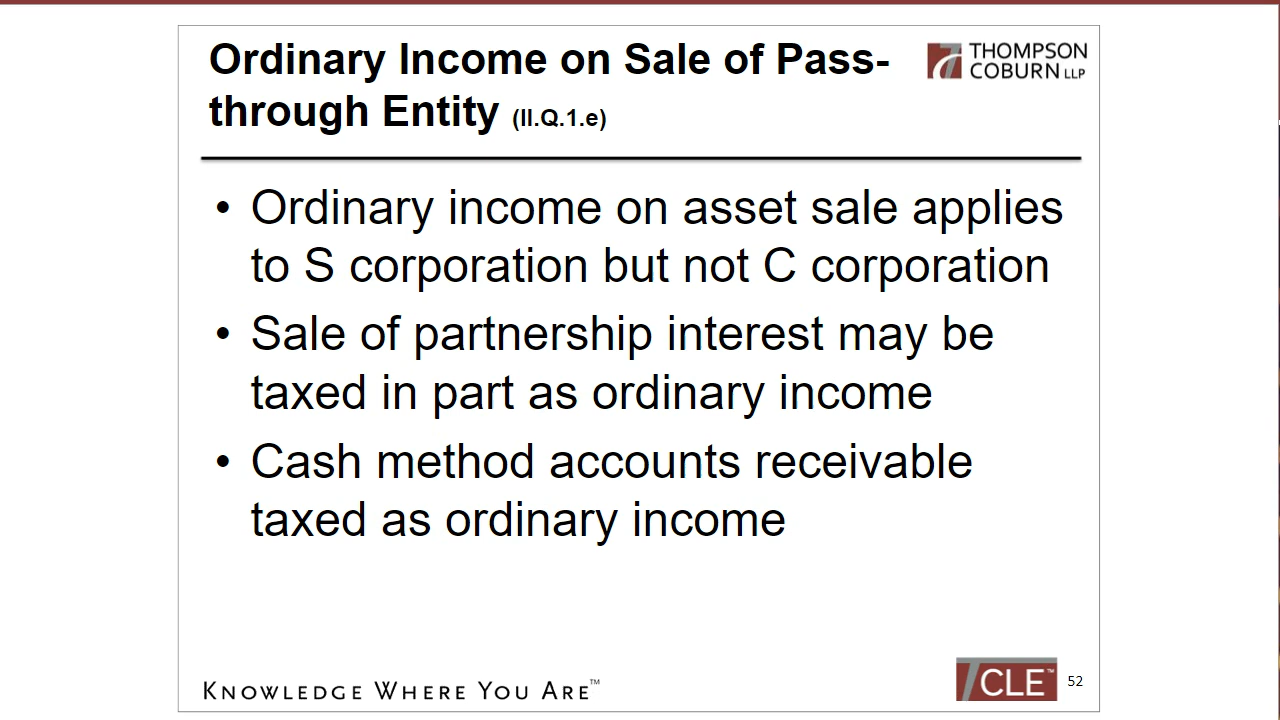 Ordinary Income on Sale of Pass-
through Entity (II.Q.1.e)
THOMPSON
COBURN LLP
• Ordinary income on asset sale applies
to S corporation but not C corporation
• Sale of partnership interest may be
taxed in part as ordinary income
• Cash method accounts receivable
taxed as ordinary income
KNOWLEDGE WHERE YOU ARE™
CLE™
52